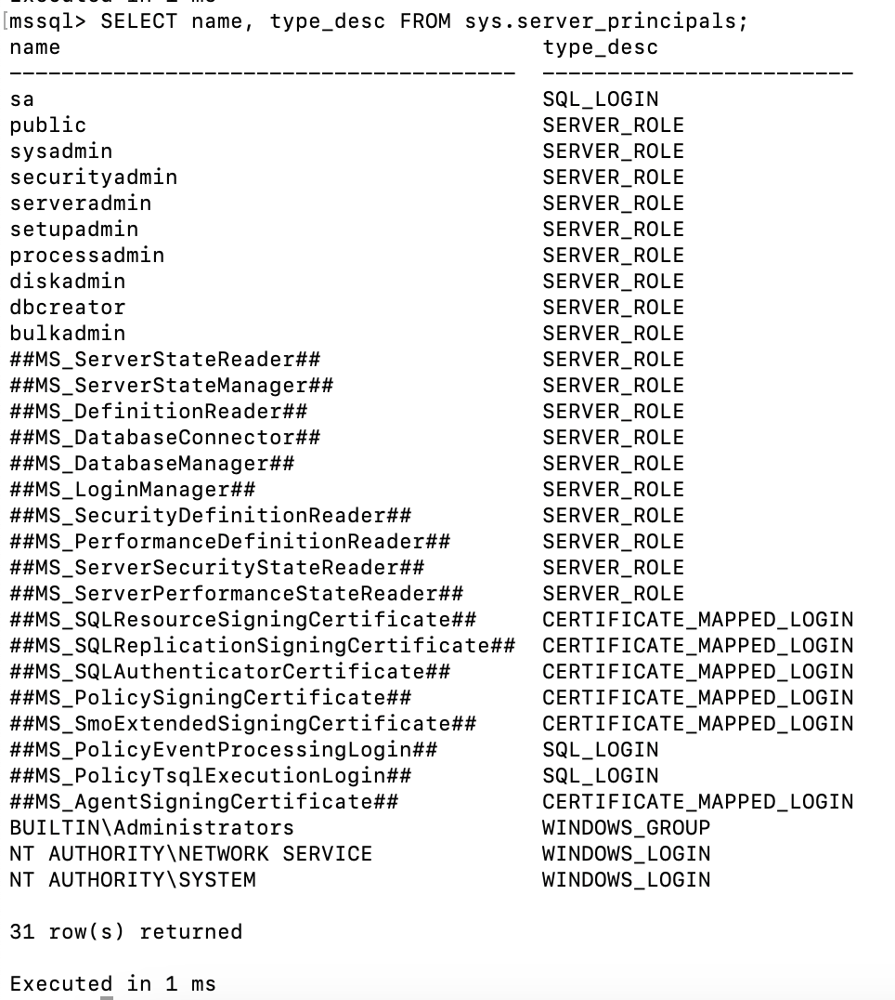 [mssql> SELECT name, type_desc FROM sys.server_principals;
name                                     type_desc
---------------------------------------  ------------------------
sa                                       SQL_LOGIN
public                                   SERVER_ROLE
sysadmin                                 SERVER_ROLE
securityadmin                            SERVER_ROLE
serveradmin                              SERVER_ROLE
setupadmin                               SERVER_ROLE
processadmin                             SERVER_ROLE
diskadmin                                SERVER_ROLE
dbcreator                                SERVER_ROLE
bulkadmin                                SERVER_ROLE
##MS_ServerStateReader##                 SERVER_ROLE
##MS_ServerStateManager##                SERVER_ROLE
##MS_DefinitionReader##                  SERVER_ROLE
##MS_DatabaseConnector##                 SERVER_ROLE
##MS_DatabaseManager##                   SERVER_ROLE
##MS_LoginManager##                      SERVER_ROLE
##MS_SecurityDefinitionReader##          SERVER_ROLE
##MS_PerformanceDefinitionReader##       SERVER_ROLE
##MS_ServerSecurityStateReader##         SERVER_ROLE
##MS_ServerPerformanceStateReader##      SERVER_ROLE
##MS_SQLResourceSigningCertificate##     CERTIFICATE_MAPPED_LOGIN
##MS_SQLReplicationSigningCertificate##  CERTIFICATE_MAPPED_LOGIN
##MS_SQLAuthenticatorCertificate##       CERTIFICATE_MAPPED_LOGIN
##MS_PolicySigningCertificate##          CERTIFICATE_MAPPED_LOGIN
##MS_SmoExtendedSigningCertificate##     CERTIFICATE_MAPPED_LOGIN
##MS_PolicyEventProcessingLogin##        SQL_LOGIN
##MS_PolicyTsqlExecutionLogin##          SQL_LOGIN
##MS_AgentSigningCertificate##           CERTIFICATE_MAPPED_LOGIN
BUILTIN\Administrators                   WINDOWS_GROUP
NT AUTHORITY\NETWORK SERVICE             WINDOWS_LOGIN
NT AUTHORITY\SYSTEM                      WINDOWS_LOGIN

31 row(s) returned

Executed in 1 ms